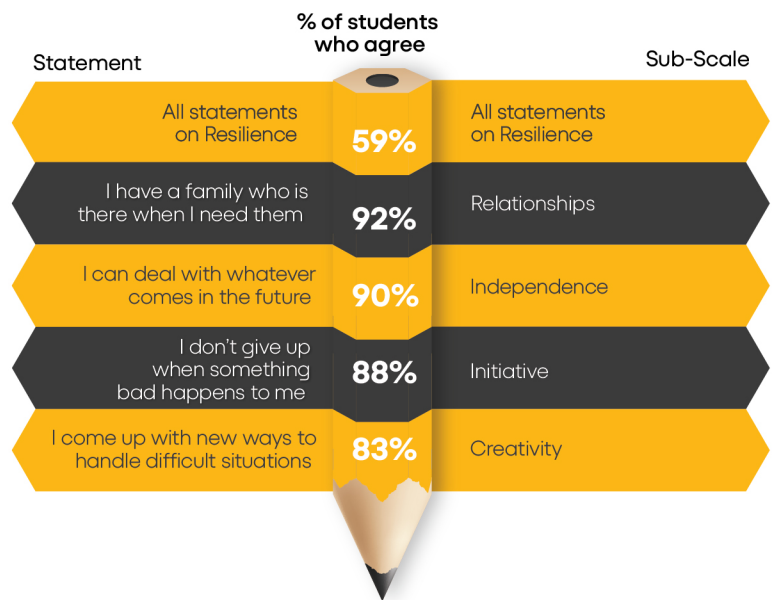 % of students
who agree
Statement
Sub-Scale
All statements
on Resilience
59%
All statements
on Resilience
I have a family who is
there when I need them
92%
Relationships
I can deal with whatever
comes in the future
90%
Independence
I don't give up
when something
bad happens to me
88%
Initiative
I come up with new ways to
handle difficult situations
83%
Creativity